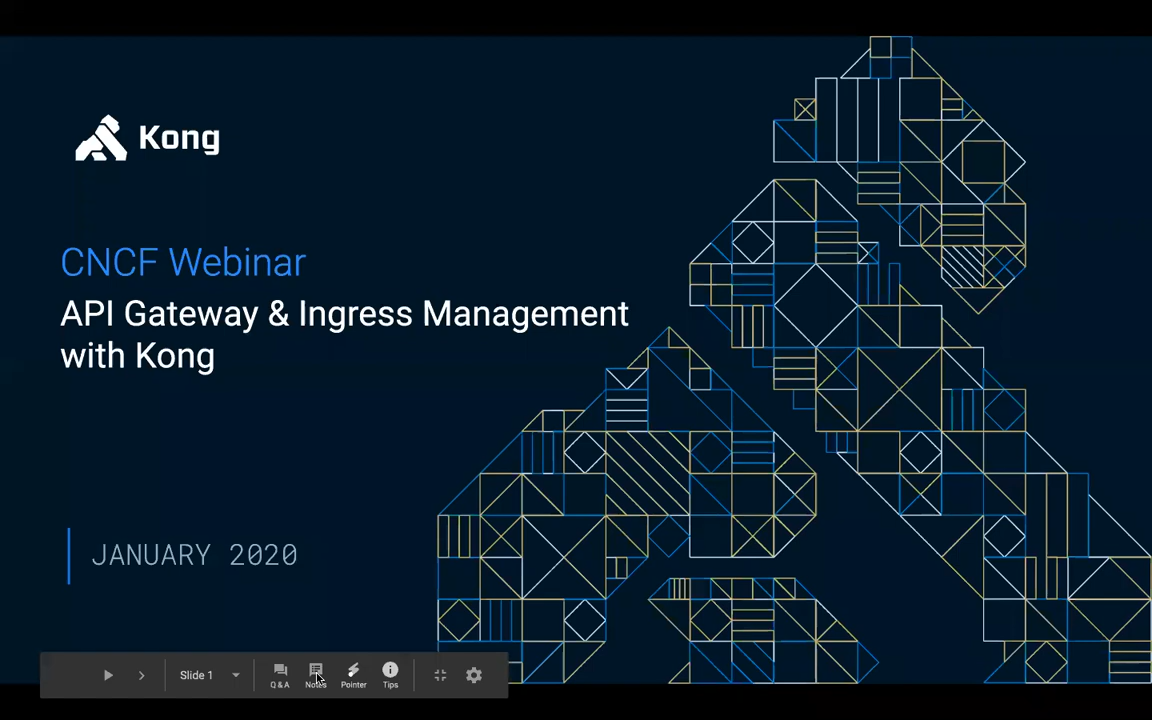 Kong
CNCF Webinar
API Gateway & Ingress Management
with Kong
JANUARY 2020
Slide 1
Q & A
Notes
Pointer
Tips